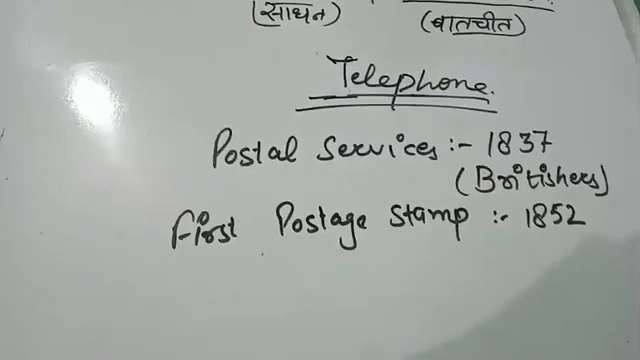 (साधन) (बातचीत)
Telephone.
Postal Services :- 1837
(Britishers)
First Postage Stamp :- 1852